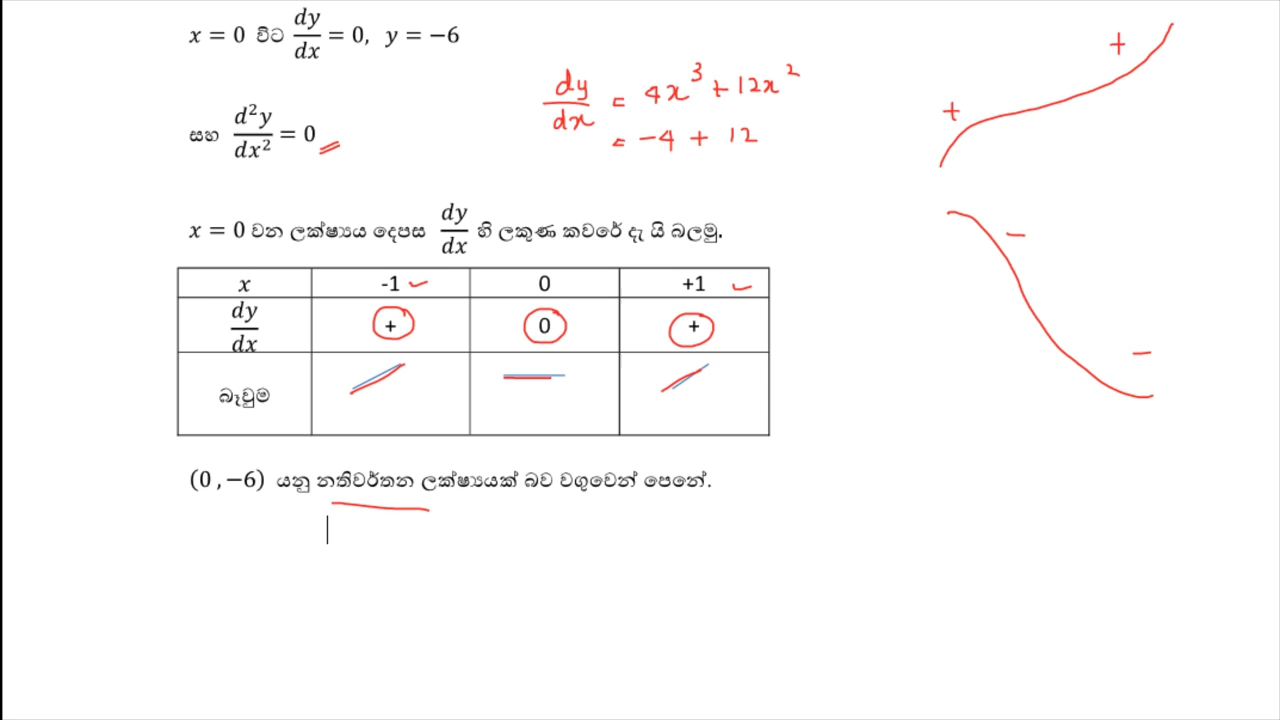 x = 0 විට dy/dx = 0, y = −6
dy/dx = 4x³ + 12x²
= −4 + 12
සහ d²y/dx² = 0
+
+
x = 0 වන ලක්ෂ්‍යය දෙපස dy/dx හි ලකුණ කවරේ දැ යි බලමු.
−
−
x -1 0 +1
dy/dx + 0 +
බෑවුම
(0 , −6) යනු නතිවර්තන ලක්ෂ්‍යයක් බව වගුවෙන් පෙනේ.